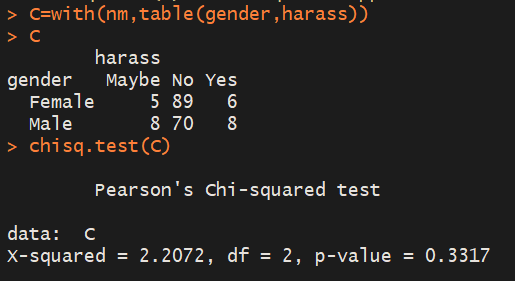 > C=with(nm,table(gender,harass))
> C
        harass
gender   Maybe No Yes
  Female     5 89   6
  Male       8 70   8
> chisq.test(C)

        Pearson's Chi-squared test

data:  C
X-squared = 2.2072, df = 2, p-value = 0.3317